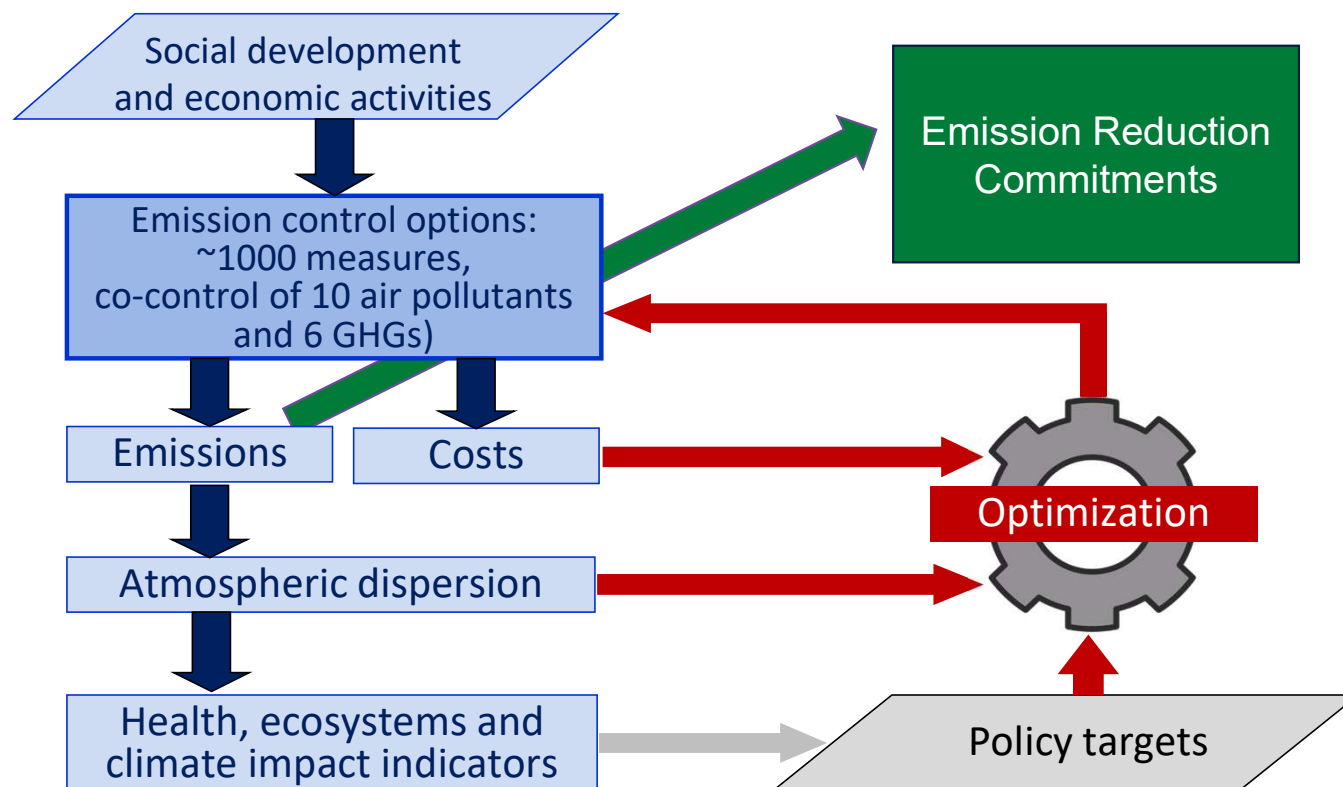 Social development
and economic activities
Emission Reduction
Commitments
Emission control options:
~1000 measures,
co-control of 10 air pollutants
and 6 GHGs)
Emissions
Costs
Optimization
Atmospheric dispersion
Health, ecosystems and
climate impact indicators
Policy targets